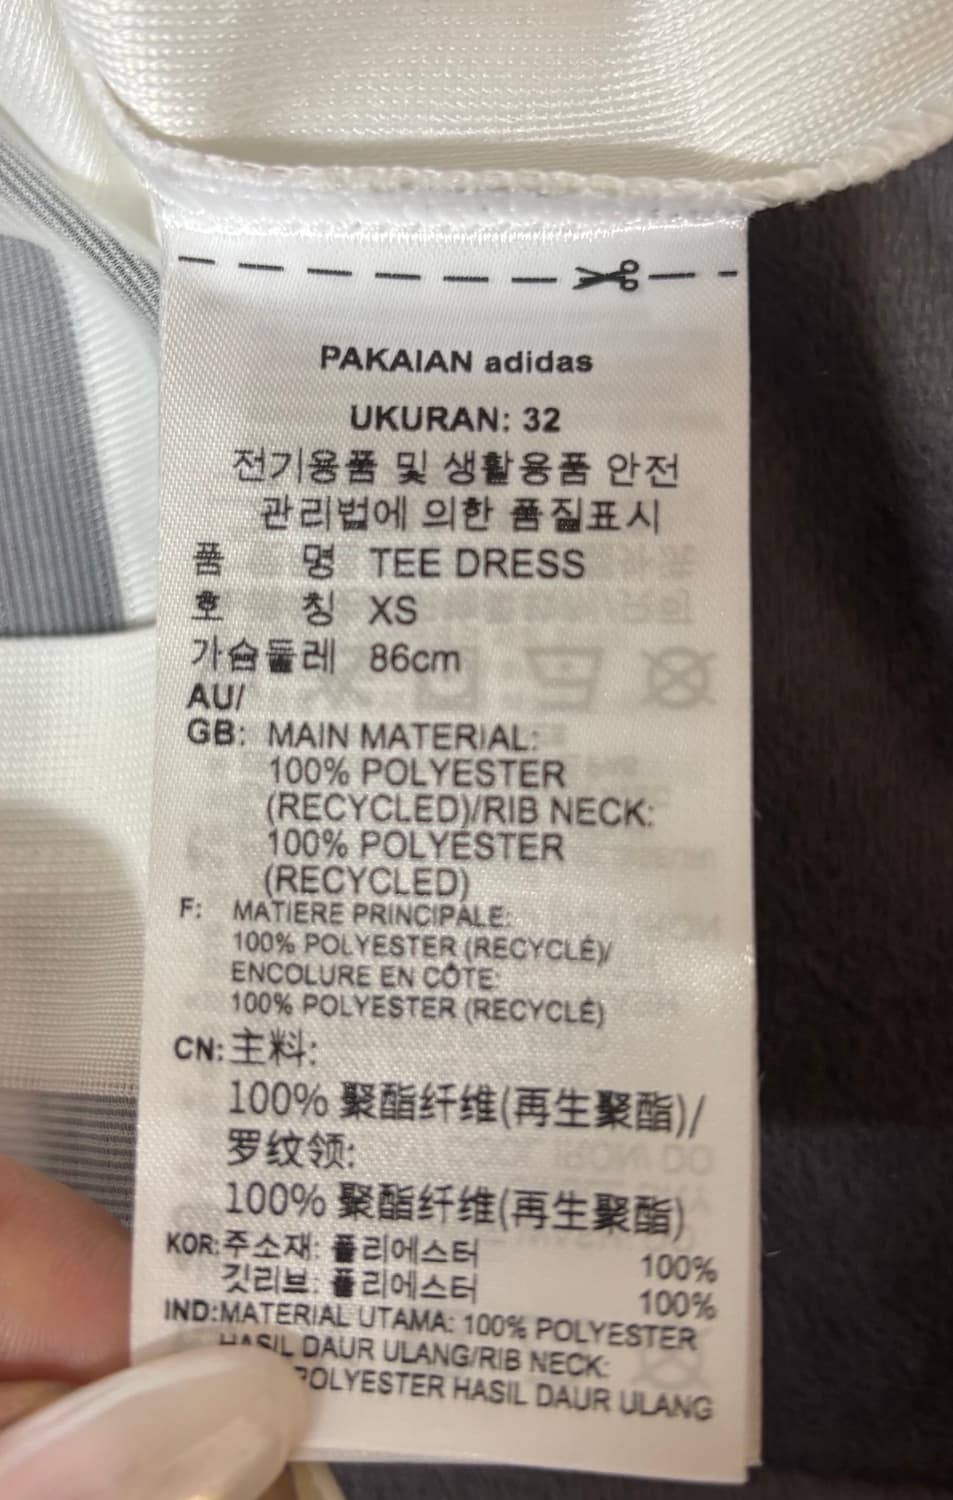 PAKAIAN adidas
UKURAN: 32
전기용품 및 생활용품 안전
관리법에 의한 품질표시
품 명 TEE DRESS
호 칭 XS
가슴둘레 86cm
AU/
GB: MAIN MATERIAL:
100% POLYESTER
(RECYCLED)/RIB NECK:
100% POLYESTER
(RECYCLED)
F: MATIERE PRINCIPALE:
100% POLYESTER (RECYCLÉ)/
ENCOLURE EN CÔTE:
100% POLYESTER (RECYCLÉ)
CN: 主料:
100% 聚酯纤维(再生聚酯)/
罗纹领:
100% 聚酯纤维(再生聚酯)
KOR: 주소재: 폴리에스터 100%
깃리브: 폴리에스터 100%
IND: MATERIAL UTAMA: 100% POLYESTER
HASIL DAUR ULANG/RIB NECK:
POLYESTER HASIL DAUR ULANG